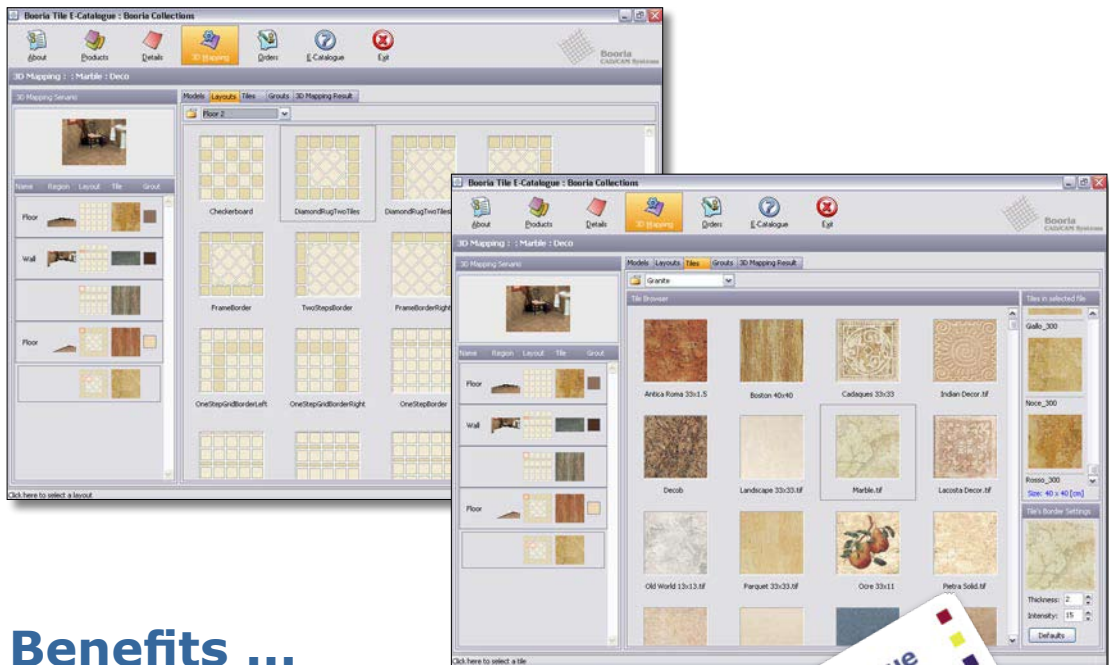 Booria Tile E-Catalogue : Booria Collections
About Products Details 3D Mapping Orders E-Catalogue Exit
Booria
CAD/CAM Systems
3D Mapping : : Marble : Deco
3D Mapping Senario
Models Layouts Tiles Grouts 3D Mapping Result
Floor 2
Name Region Layout Tile Grout
Floor
Wall
Floor
Checkerboard DiamondRugTwoTiles DiamondRugTwoTiles
FrameBorder TwoStepsBorder FrameBorderRight
OneStepGridBorderLeft OneStepGridBorderRight OneStepBorder
Click here to select a layout
Booria Tile E-Catalogue : Booria Collections
About Products Details 3D Mapping Orders E-Catalogue Exit
Booria
CAD/CAM Systems
3D Mapping : : Marble : Deco
3D Mapping Senario
Models Layouts Tiles Grouts 3D Mapping Result
Granite
Name Region Layout Tile Grout
Floor
Wall
Floor
Tile Browser
Antica Roma 33x1.5 Boston 40x40 Cadaques 33x33 Indian Decor.tif
Decob Landscape 33x33.tif Marble.tif Lacosta Decor.tif
Old World 13x13.tif Parquet 33x33.tif Ocre 33x11 Pietra Solid.tif
Tiles in selected file
Giallo_300
Noce_300
Rosso_300
Size: 40 x 40 [cm]
Tile's Border Settings
Thickness: 2
Intensity: 15
Defaults
Click here to select a tile
Benefits ...